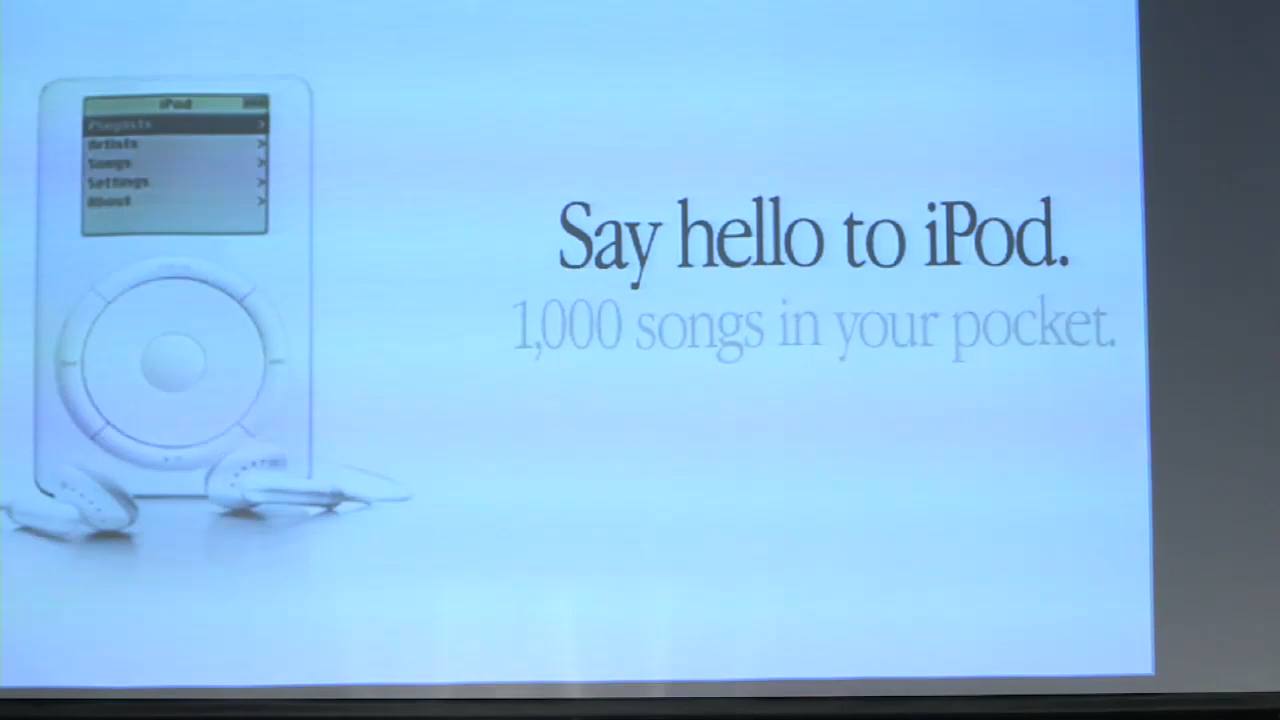 iPod
Playlists >
Artists >
Songs >
Settings >
About >
Say hello to iPod.
1,000 songs in your pocket.